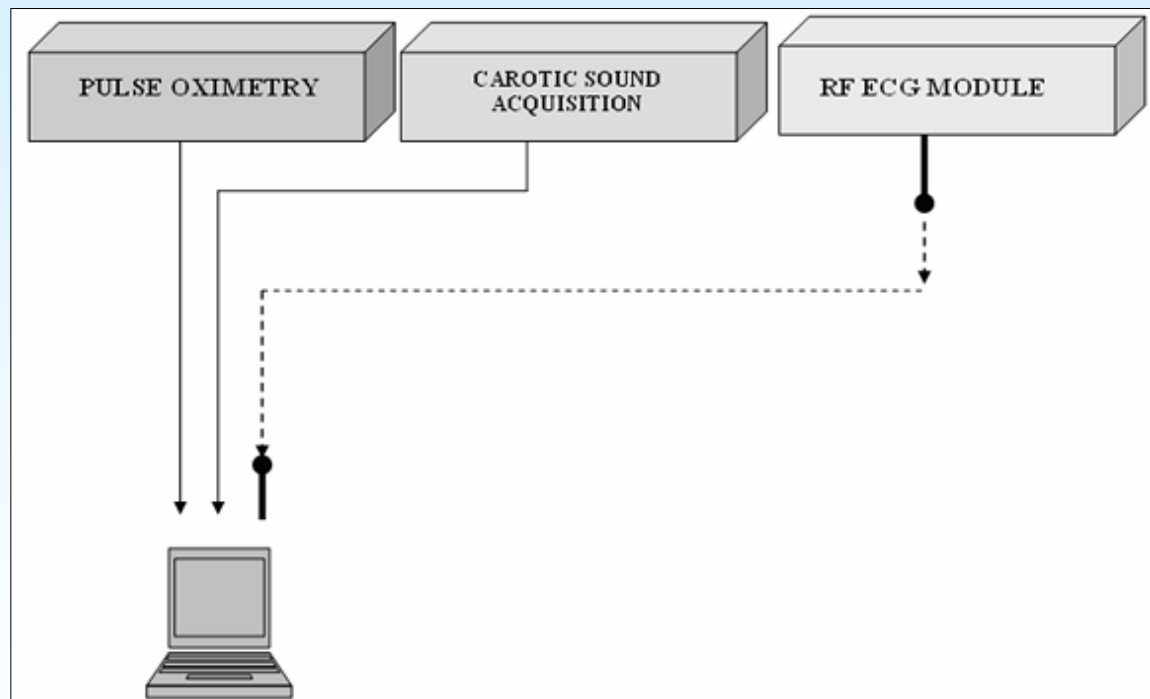 PULSE OXIMETRY
CAROTIC SOUND
ACQUISITION
RF ECG MODULE